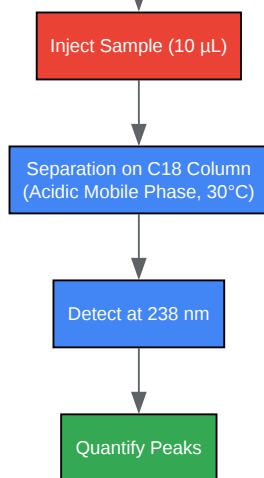 Inject Sample (10 µL)
Separation on C18 Column
(Acidic Mobile Phase, 30°C)
Detect at 238 nm
Quantify Peaks